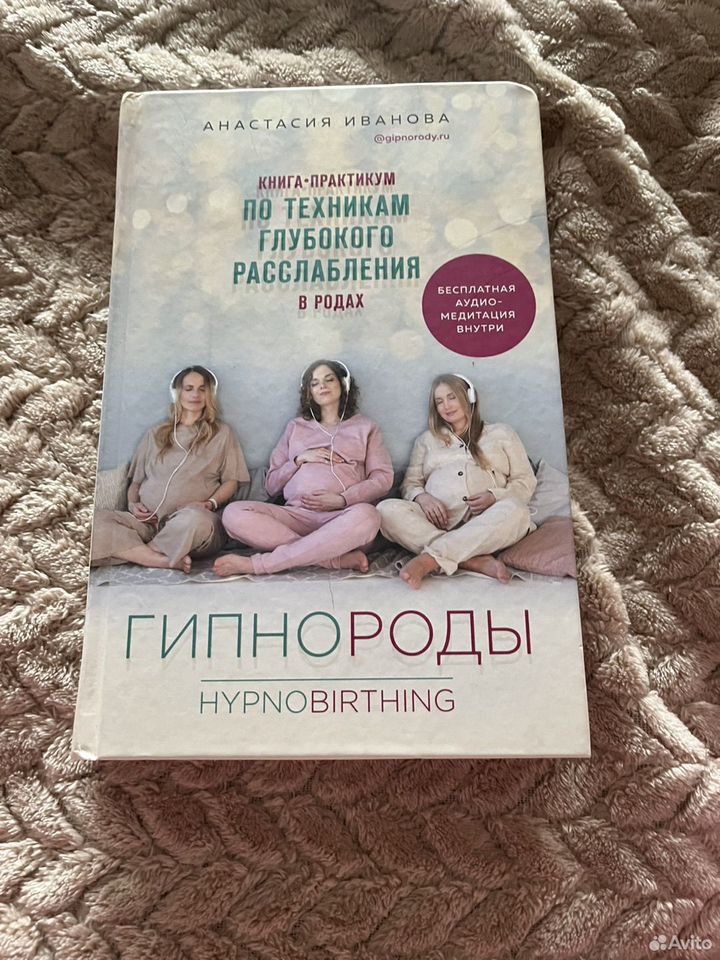 АНАСТАСИЯ ИВАНОВА
@gipnorody.ru
КНИГА-ПРАКТИКУМ
ПО ТЕХНИКАМ
ГЛУБОКОГО
РАССЛАБЛЕНИЯ
В РОДАХ
БЕСПЛАТНАЯ
АУДИО-
МЕДИТАЦИЯ
ВНУТРИ
ГИПНОРОДЫ
HYPNOBIRTHING
Avito